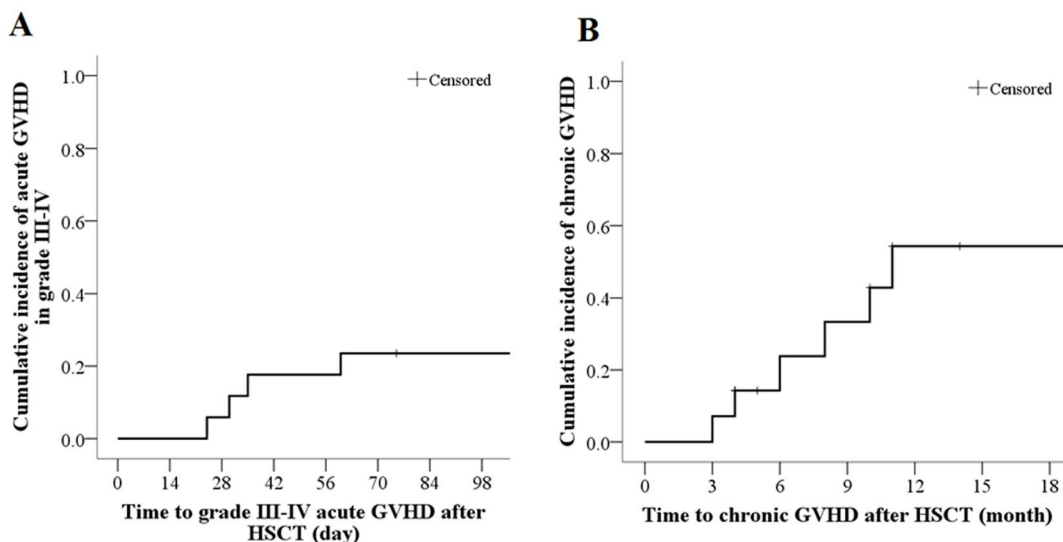 A
Cumulative incidence of acute GVHD
in grade III-IV
1.0
0.8
0.6
0.4
0.2
0.0
Censored
0 14 28 42 56 70 84 98
Time to grade III-IV acute GVHD after
HSCT (day)
B
Cumulative incidence of chronic GVHD
1.0
0.8
0.6
0.4
0.2
0.0
Censored
0 3 6 9 12 15 18
Time to chronic GVHD after HSCT (month)